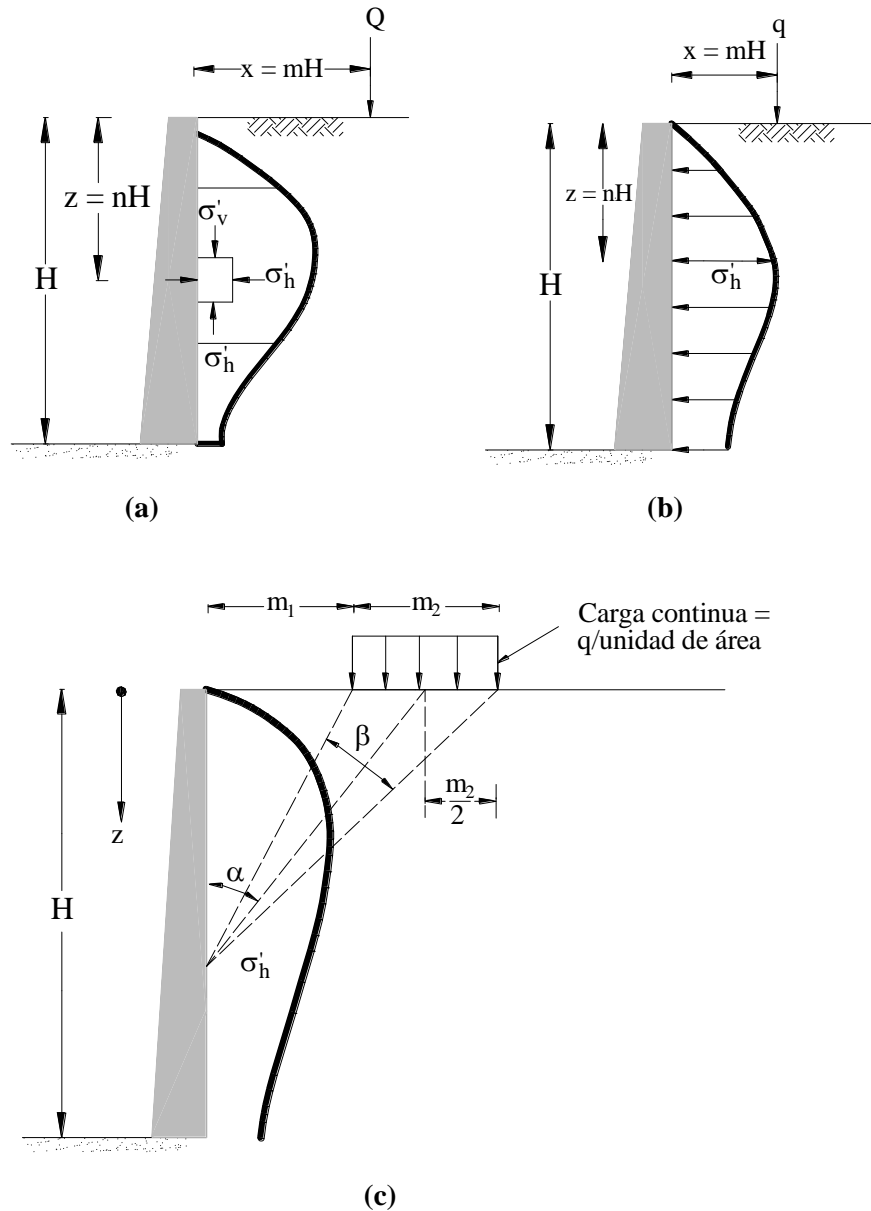 Q
x = mH
z = nH
σ'v
H
σ'h
σ'h
(a)
q
x = mH
z = nH
H
σ'h
(b)
m1
m2
Carga continua =
q/unidad de área
β
m2
2
z
α
H
σ'h
(c)